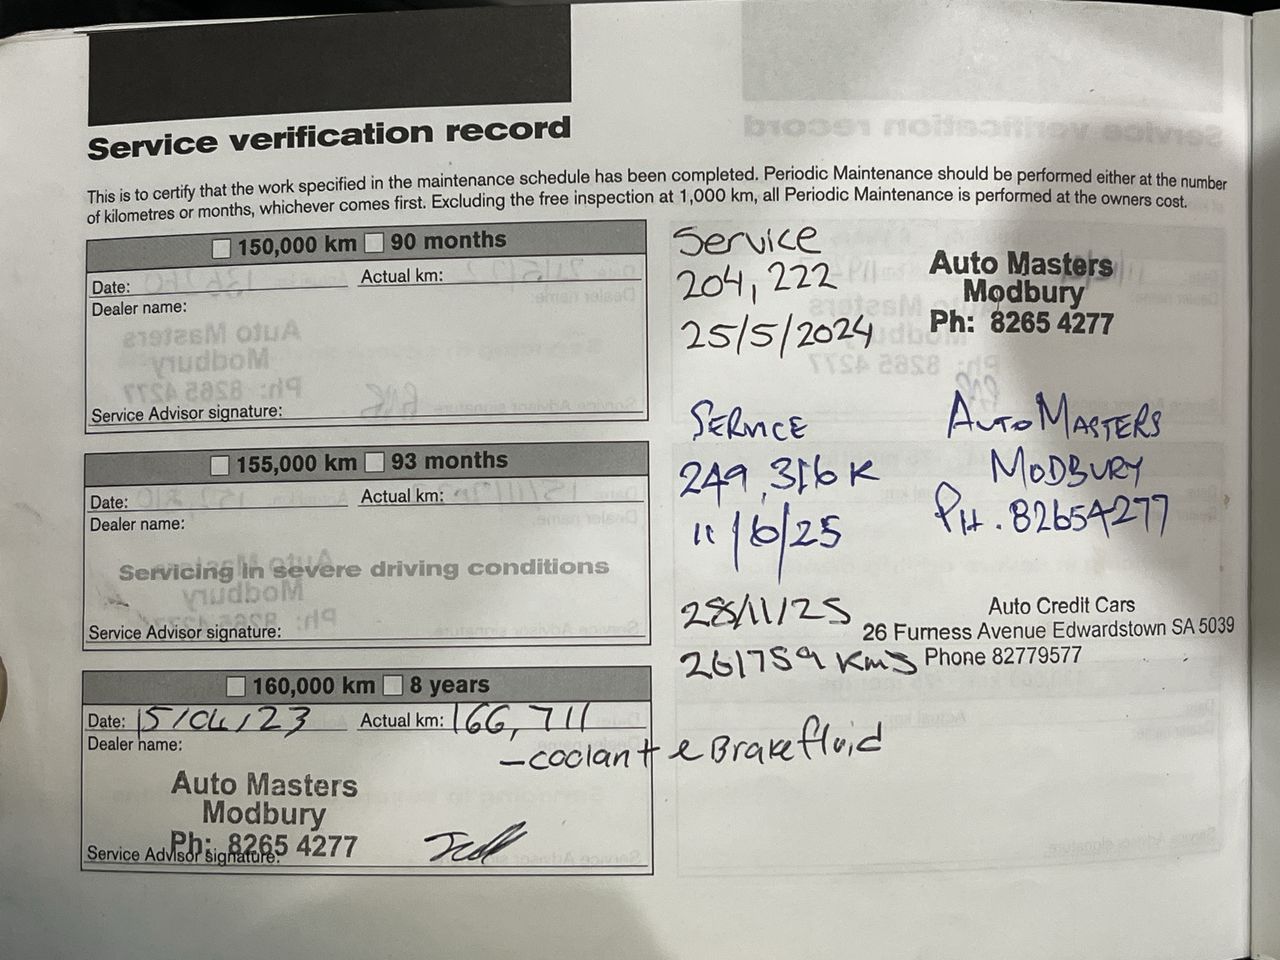 Service verification record
This is to certify that the work specified in the maintenance schedule has been completed. Periodic Maintenance should be performed either at the number
of kilometres or months, whichever comes first. Excluding the free inspection at 1,000 km, all Periodic Maintenance is performed at the owners cost.
150,000 km 90 months
Date: Actual km:
Dealer name:
Service Advisor signature:
155,000 km 93 months
Date: Actual km:
Dealer name:
Servicing in severe driving conditions
Service Advisor signature:
160,000 km 8 years
Date: 15/04/23 Actual km: 166,711
Dealer name:
-coolant & Brake fluid
Auto Masters
Modbury
Ph: 8265 4277
Service Advisor signature:
Service
204,222
25/5/2024
Auto Masters
Modbury
Ph: 8265 4277
SERVICE
249,316K
11/6/25
AUTO MASTERS
MODBURY
PH. 82654277
28/11/25
261759 kms
Auto Credit Cars
26 Furness Avenue Edwardstown SA 5039
Phone 82779577